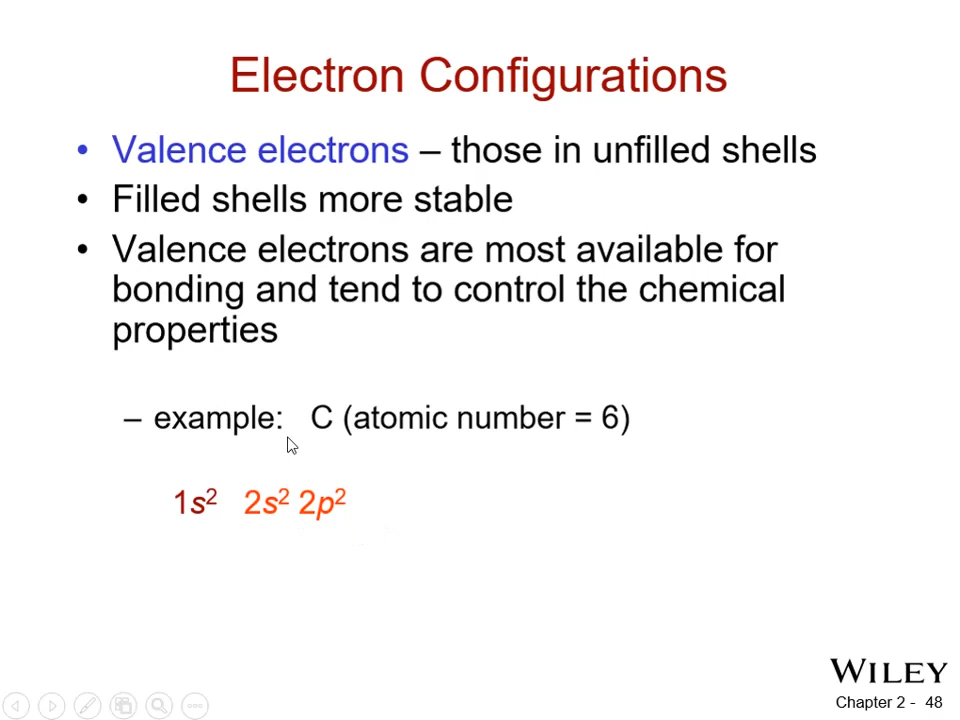 Electron Configurations
• Valence electrons – those in unfilled shells
• Filled shells more stable
• Valence electrons are most available for
bonding and tend to control the chemical
properties
– example: C (atomic number = 6)
1s² 2s² 2p²
WILEY
Chapter 2 - 48